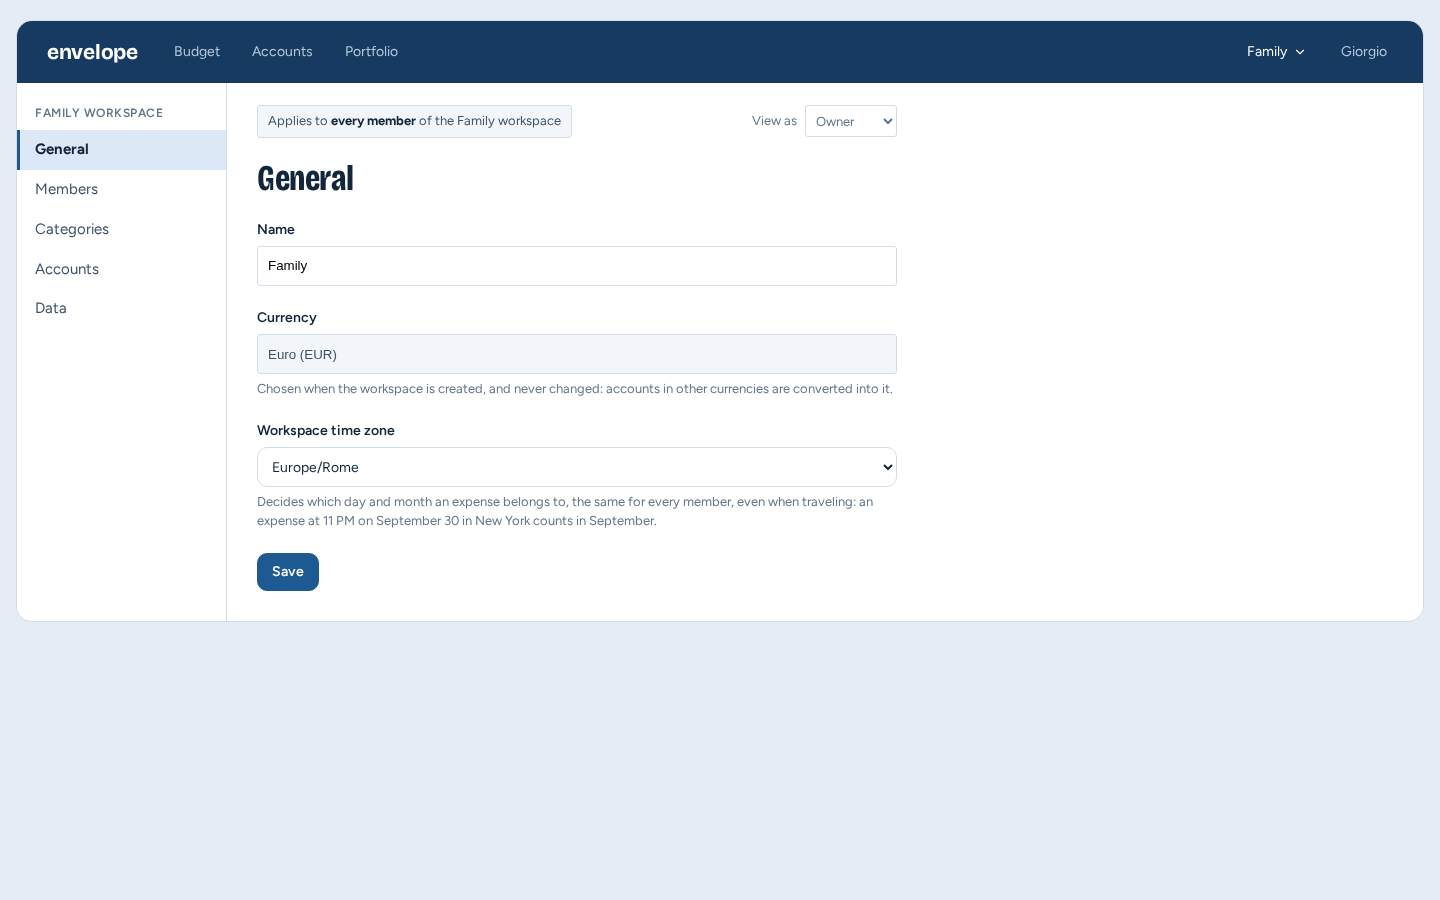 envelope
Budget
Accounts
Portfolio
Family
Giorgio
FAMILY WORKSPACE
General
Members
Categories
Accounts
Data
Applies to every member of the Family workspace
View as
Owner
General
Name
Family
Currency
Euro (EUR)
Chosen when the workspace is created, and never changed: accounts in other currencies are converted into it.
Workspace time zone
Europe/Rome
Decides which day and month an expense belongs to, the same for every member, even when traveling: an
expense at 11 PM on September 30 in New York counts in September.
Save